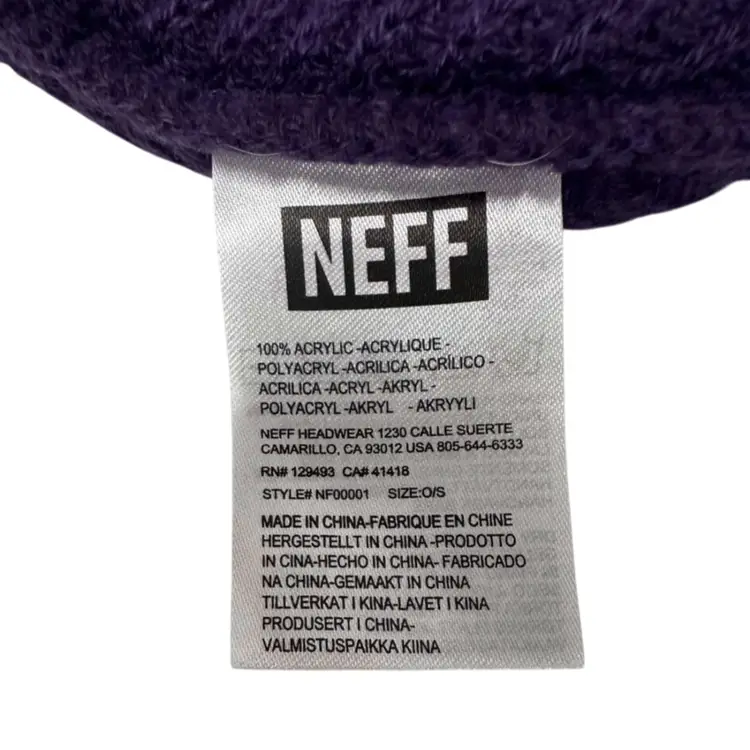 NEFF
100% ACRYLIC -ACRYLIQUE -
POLYACRYL -ACRILICA -ACRÍLICO -
ACRILICA -ACRYL -AKRYL -
POLYACRYL -AKRYL - AKRYYLI
NEFF HEADWEAR 1230 CALLE SUERTE
CAMARILLO, CA 93012 USA 805-644-6333
RN# 129493 CA# 41418
STYLE# NF00001 SIZE:O/S
MADE IN CHINA-FABRIQUE EN CHINE
HERGESTELLT IN CHINA -PRODOTTO
IN CINA-HECHO IN CHINA- FABRICADO
NA CHINA-GEMAAKT IN CHINA
TILLVERKAT I KINA-LAVET I KINA
PRODUSERT I CHINA-
VALMISTUSPAIKKA KIINA